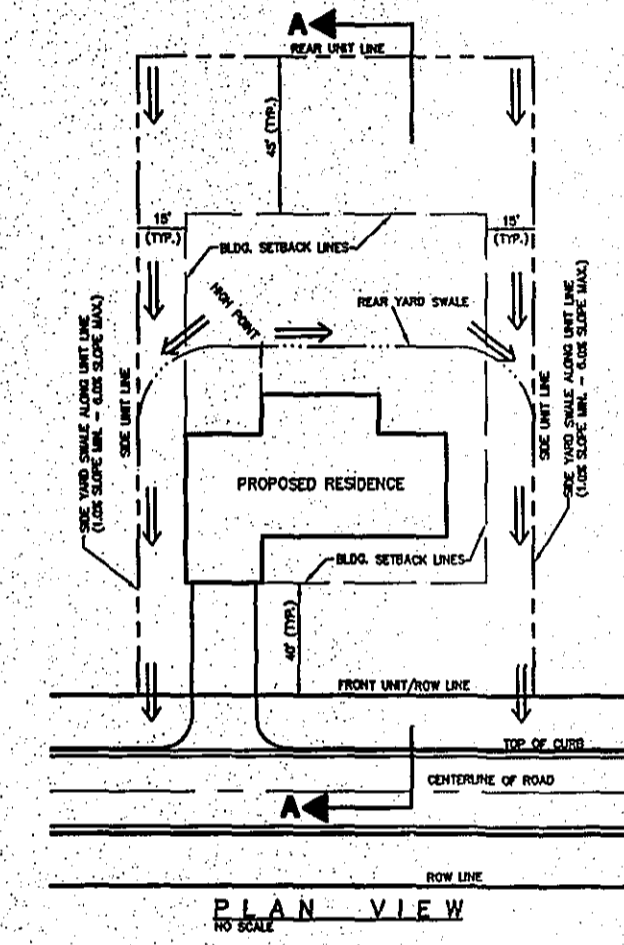 A
REAR UNIT LINE
45' (TYP.)
15'
(TYP.)
15'
(TYP.)
BLDG. SETBACK LINES
HIGH POINT
REAR YARD SWALE
SIDE YARD SWALE ALONG UNIT LINE
(1.0% SLOPE MIN. - 6.0% SLOPE MAX.)
SIDE UNIT LINE
SIDE UNIT LINE
SIDE YARD SWALE ALONG UNIT LINE
(1.0% SLOPE MIN. - 6.0% SLOPE MAX.)
PROPOSED RESIDENCE
BLDG. SETBACK LINES
40' (TYP.)
FRONT UNIT/ROW LINE
TOP OF CURB
CENTERLINE OF ROAD
A
ROW LINE
PLAN VIEW
NO SCALE